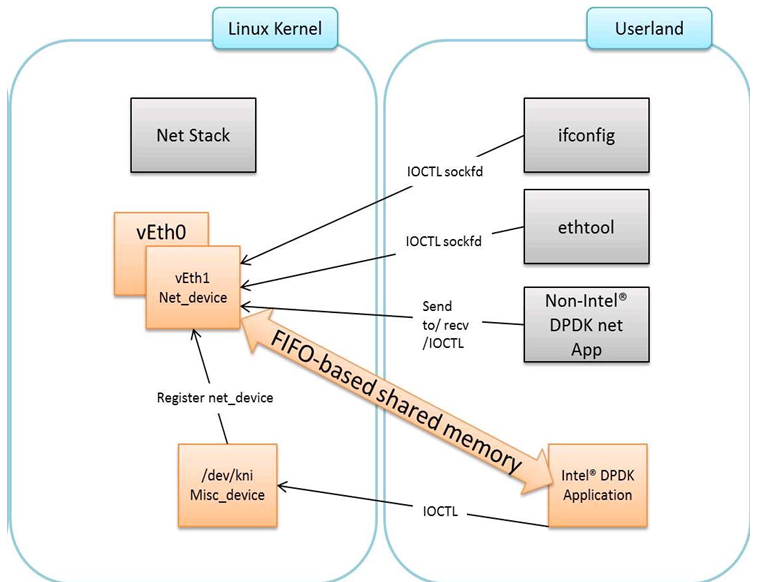 Linux Kernel
Userland
Net Stack
ifconfig
IOCTL sockfd
vEth0
ethtool
IOCTL sockfd
vEth1
Net_device
Non-Intel®
DPDK net
App
Send
to/ recv
/IOCTL
FIFO-based shared memory
Register net_device
/dev/kni
Misc_device
Intel® DPDK
Application
IOCTL